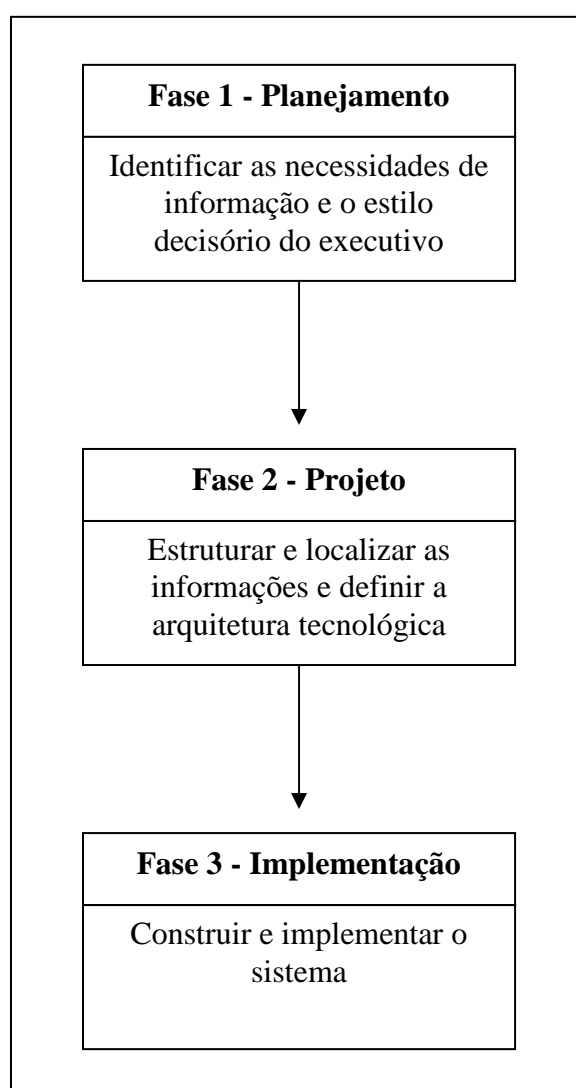 Fase 1 - Planejamento
Identificar as necessidades de
informação e o estilo
decisório do executivo
Fase 2 - Projeto
Estruturar e localizar as
informações e definir a
arquitetura tecnológica
Fase 3 - Implementação
Construir e implementar o
sistema